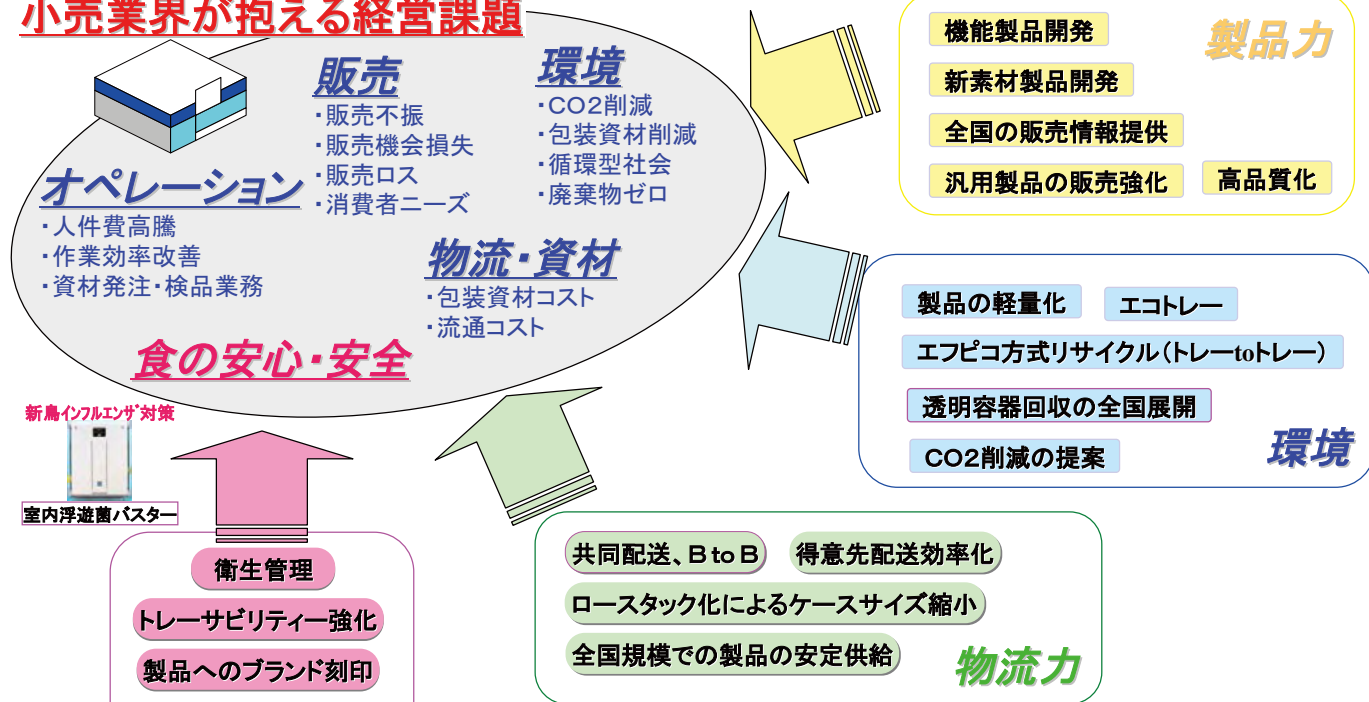 小売業界が抱える経営課題
販売
・販売不振
・販売機会損失
・販売ロス
・消費者ニーズ
環境
・CO2削減
・包装資材削減
・循環型社会
・廃棄物ゼロ
オペレーション
・人件費高騰
・作業効率改善
・資材発注・検品業務
物流・資材
・包装資材コスト
・流通コスト
食の安心・安全
新鳥インフルエンザ対策
室内浮遊菌バスター
製品力
機能製品開発
新素材製品開発
全国の販売情報提供
汎用製品の販売強化
高品質化
製品の軽量化
エコトレー
エフピコ方式リサイクル(トレーtoトレー)
透明容器回収の全国展開
CO2削減の提案
環境
衛生管理
トレーサビリティー強化
製品へのブランド刻印
共同配送、BtoB
得意先配送効率化
ロースタック化によるケースサイズ縮小
全国規模での製品の安定供給
物流力